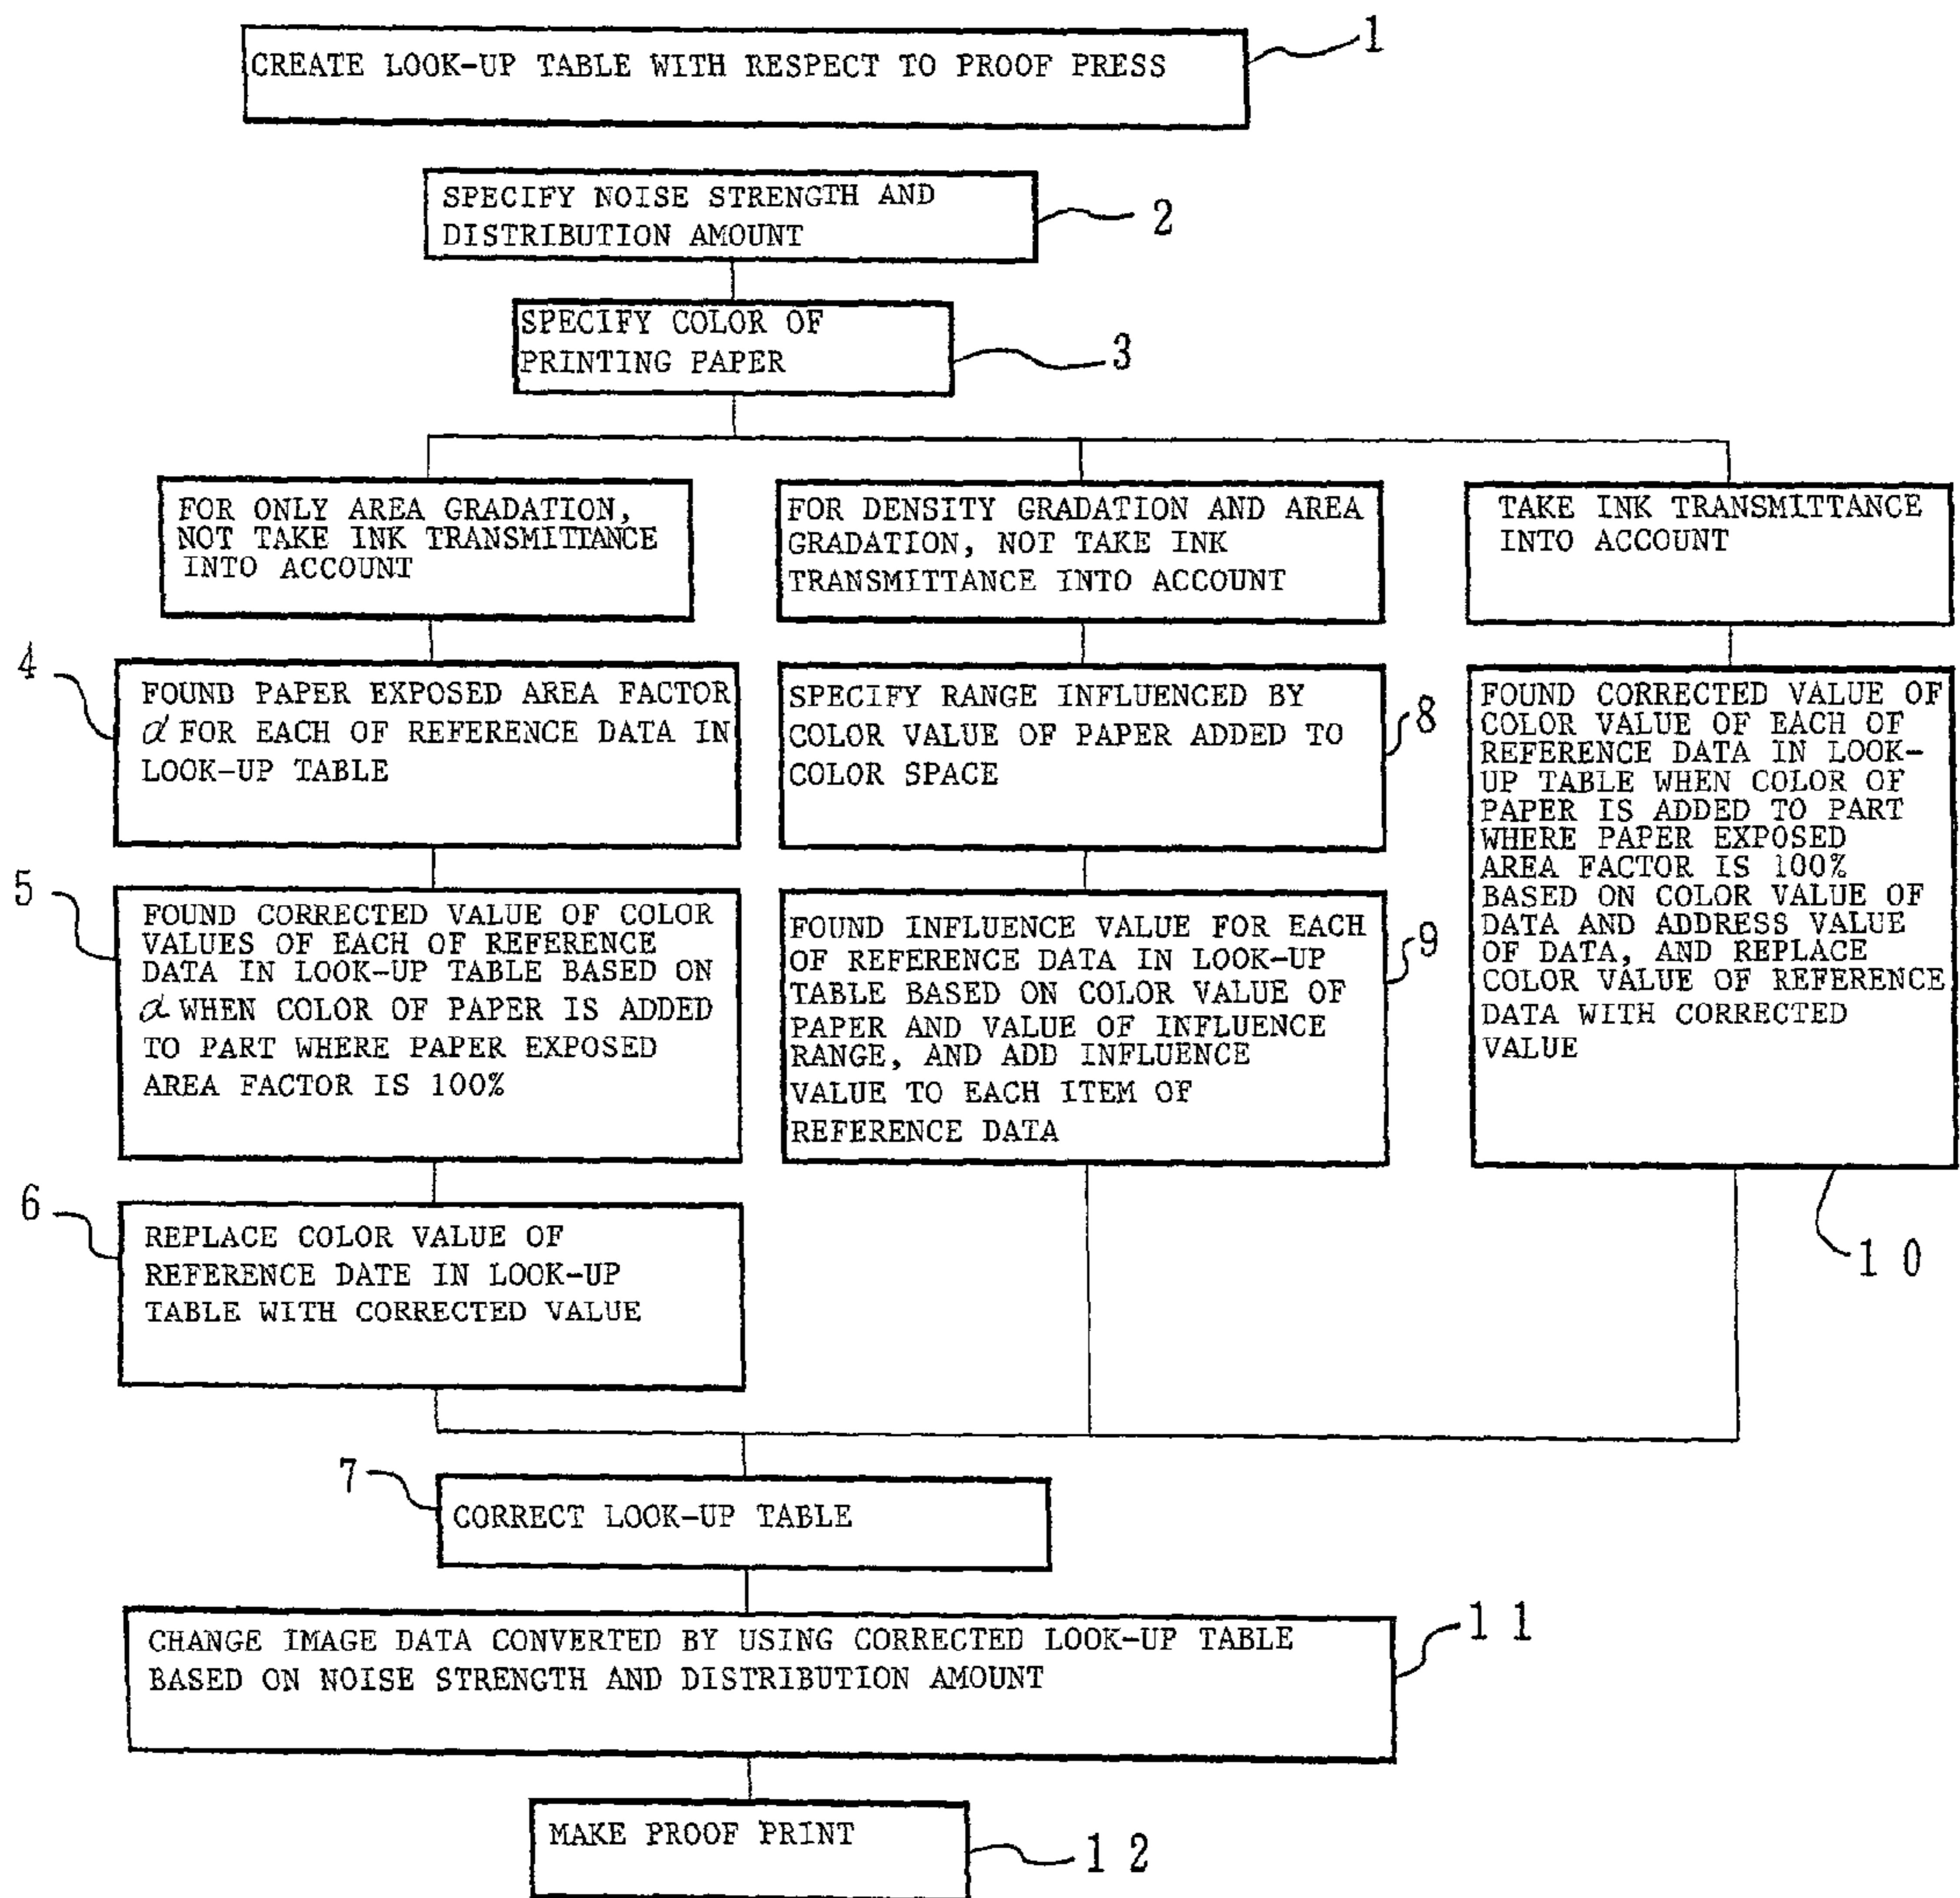 CREATE LOOK-UP TABLE WITH RESPECT TO PROOF PRESS
1
SPECIFY NOISE STRENGTH AND
DISTRIBUTION AMOUNT
2
SPECIFY COLOR OF
PRINTING PAPER
3
FOR ONLY AREA GRADATION,
NOT TAKE INK TRANSMITTANCE
INTO ACCOUNT
FOR DENSITY GRADATION AND AREA
GRADATION, NOT TAKE INK
TRANSMITTANCE INTO ACCOUNT
TAKE INK TRANSMITTANCE
INTO ACCOUNT
4
FOUND PAPER EXPOSED AREA FACTOR
α FOR EACH OF REFERENCE DATA IN
LOOK-UP TABLE
SPECIFY RANGE INFLUENCED BY
COLOR VALUE OF PAPER ADDED TO
COLOR SPACE
8
FOUND CORRECTED VALUE OF
COLOR VALUE OF EACH OF
REFERENCE DATA IN LOOK-
UP TABLE WHEN COLOR OF
PAPER IS ADDED TO PART
WHERE PAPER EXPOSED
AREA FACTOR IS 100%
BASED ON COLOR VALUE OF
DATA AND ADDRESS VALUE
OF DATA, AND REPLACE
COLOR VALUE OF REFERENCE
DATA WITH CORRECTED
VALUE
10
5
FOUND CORRECTED VALUE OF COLOR
VALUES OF EACH OF REFERENCE
DATA IN LOOK-UP TABLE BASED ON
α WHEN COLOR OF PAPER IS ADDED
TO PART WHERE PAPER EXPOSED
AREA FACTOR IS 100%
FOUND INFLUENCE VALUE FOR EACH
OF REFERENCE DATA IN LOOK-UP
TABLE BASED ON COLOR VALUE OF
PAPER AND VALUE OF INFLUENCE
RANGE, AND ADD INFLUENCE
VALUE TO EACH ITEM OF
REFERENCE DATA
9
6
REPLACE COLOR VALUE OF
REFERENCE DATE IN LOOK-UP
TABLE WITH CORRECTED VALUE
7
CORRECT LOOK-UP TABLE
CHANGE IMAGE DATA CONVERTED BY USING CORRECTED LOOK-UP TABLE
BASED ON NOISE STRENGTH AND DISTRIBUTION AMOUNT
11
MAKE PROOF PRINT
12